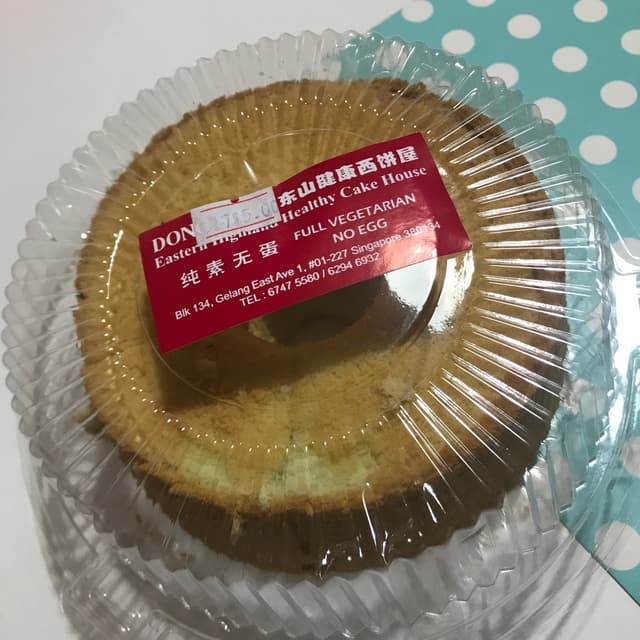 东山健康西饼屋
DON
Eastern Highland Healthy Cake House
纯素无蛋 FULL VEGETARIAN
NO EGG
Blk 134, Gelang East Ave 1, #01-227 Singapore 380134
TEL : 6747 5580 / 6294 6932